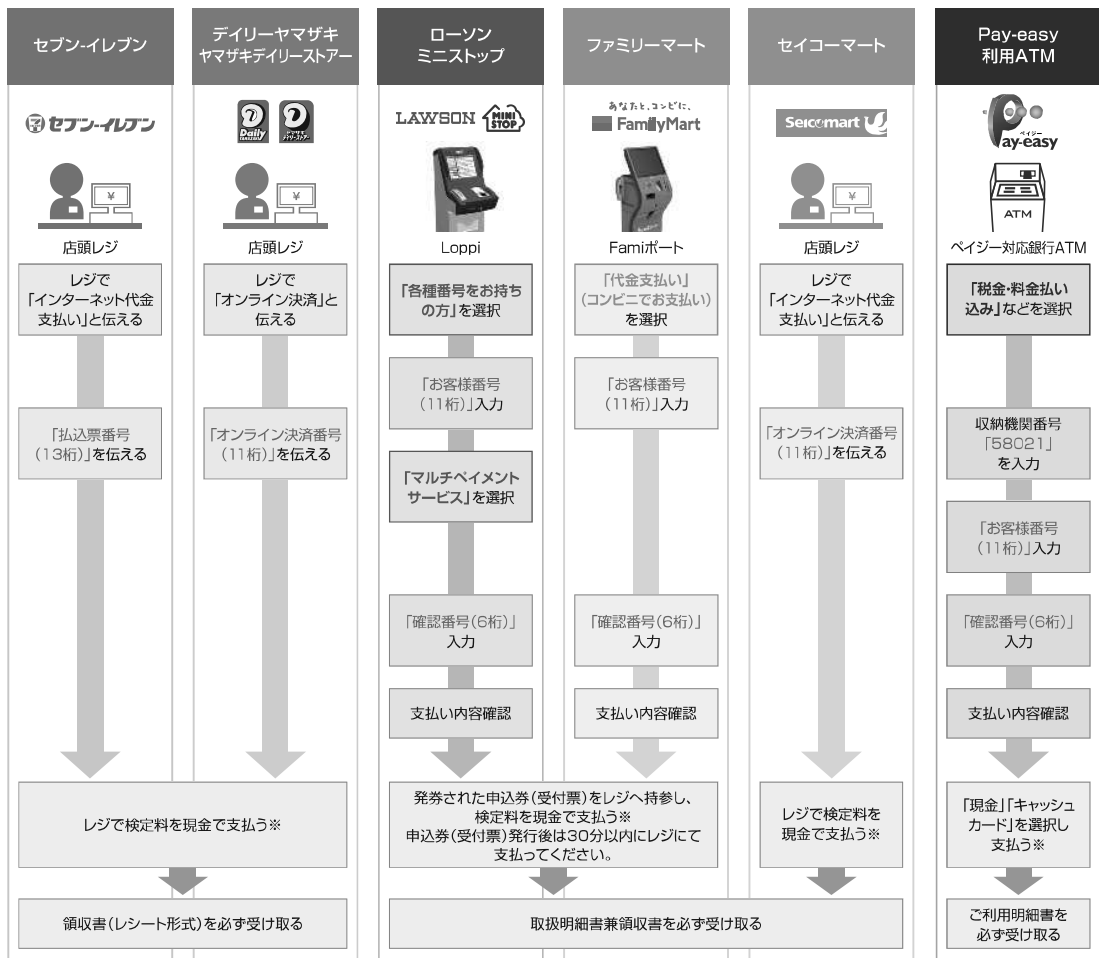 セブン-イレブン
デイリーヤマザキ
ヤマザキデイリーストアー
ローソン
ミニストップ
ファミリーマート
セイコーマート
Pay-easy
利用ATM
セブン-イレブン
Daily
LAWSON
MINI
STOP
あなたと、コンビに、
FamilyMart
Seicomart
ペイジー
Pay-easy
¥
¥
¥
ATM
店頭レジ
店頭レジ
Loppi
Famiポート
店頭レジ
ペイジー対応銀行ATM
レジで
「インターネット代金
支払い」と伝える
「払込票番号
(13桁)」を伝える
レジで
「オンライン決済」と
伝える
「オンライン決済番号
(11桁)」を伝える
「各種番号をお持ち
の方」を選択
「お客様番号
(11桁)」入力
「マルチペイメント
サービス」を選択
「確認番号(6桁)」
入力
支払い内容確認
「代金支払い」
(コンビニでお支払い)
を選択
「お客様番号
(11桁)」入力
「確認番号(6桁)」
入力
支払い内容確認
レジで
「インターネット代金
支払い」と伝える
「オンライン決済番号
(11桁)」を伝える
「税金・料金払い
込み」などを選択
収納機関番号
「58021」
を入力
「お客様番号
(11桁)」入力
「確認番号(6桁)」
入力
支払い内容確認
レジで検定料を現金で支払う※
発券された申込券(受付票)をレジへ持参し、
検定料を現金で支払う※
申込券(受付票)発行後は30分以内にレジにて
支払ってください。
レジで検定料を
現金で支払う※
「現金」「キャッシュ
カード」を選択し
支払う※
領収書(レシート形式)を必ず受け取る
取扱明細書兼領収書を必ず受け取る
ご利用明細書を
必ず受け取る